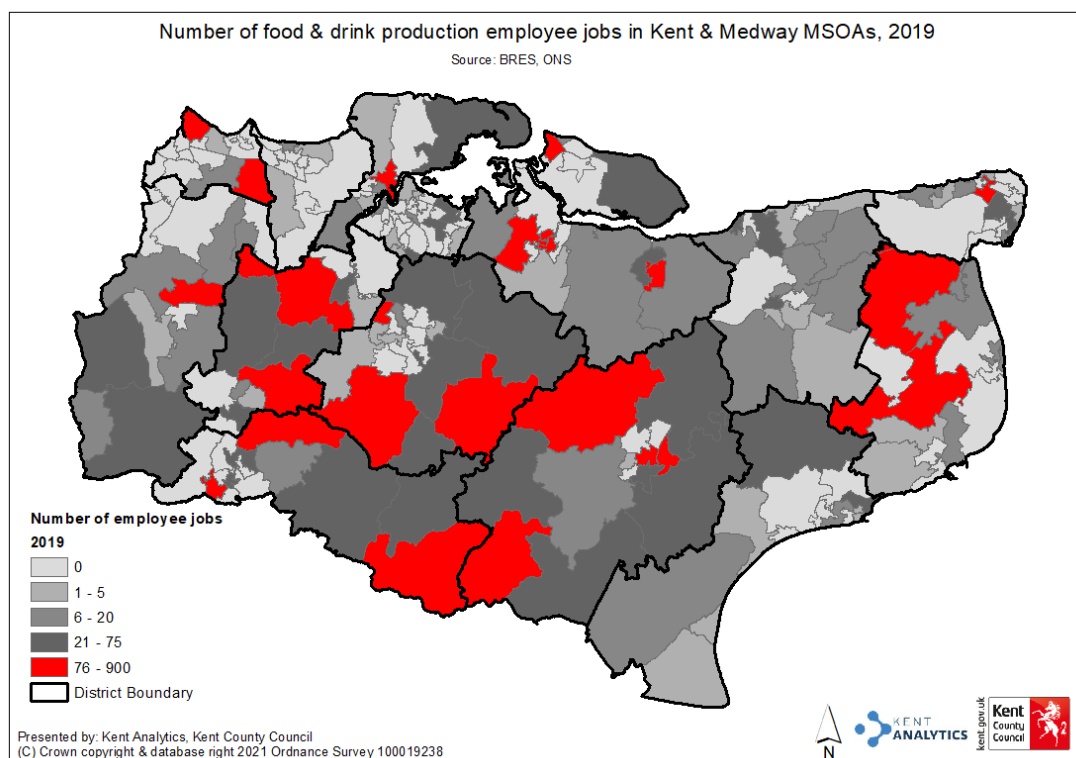 Number of food & drink production employee jobs in Kent & Medway MSOAs, 2019
Source: BRES, ONS
Number of employee jobs
2019
0
1 - 5
6 - 20
21 - 75
76 - 900
District Boundary
Presented by: Kent Analytics, Kent County Council
(C) Crown copyright & database right 2021 Ordnance Survey 100019238
N
KENT
ANALYTICS
kent.gov.uk
Kent
County
Council